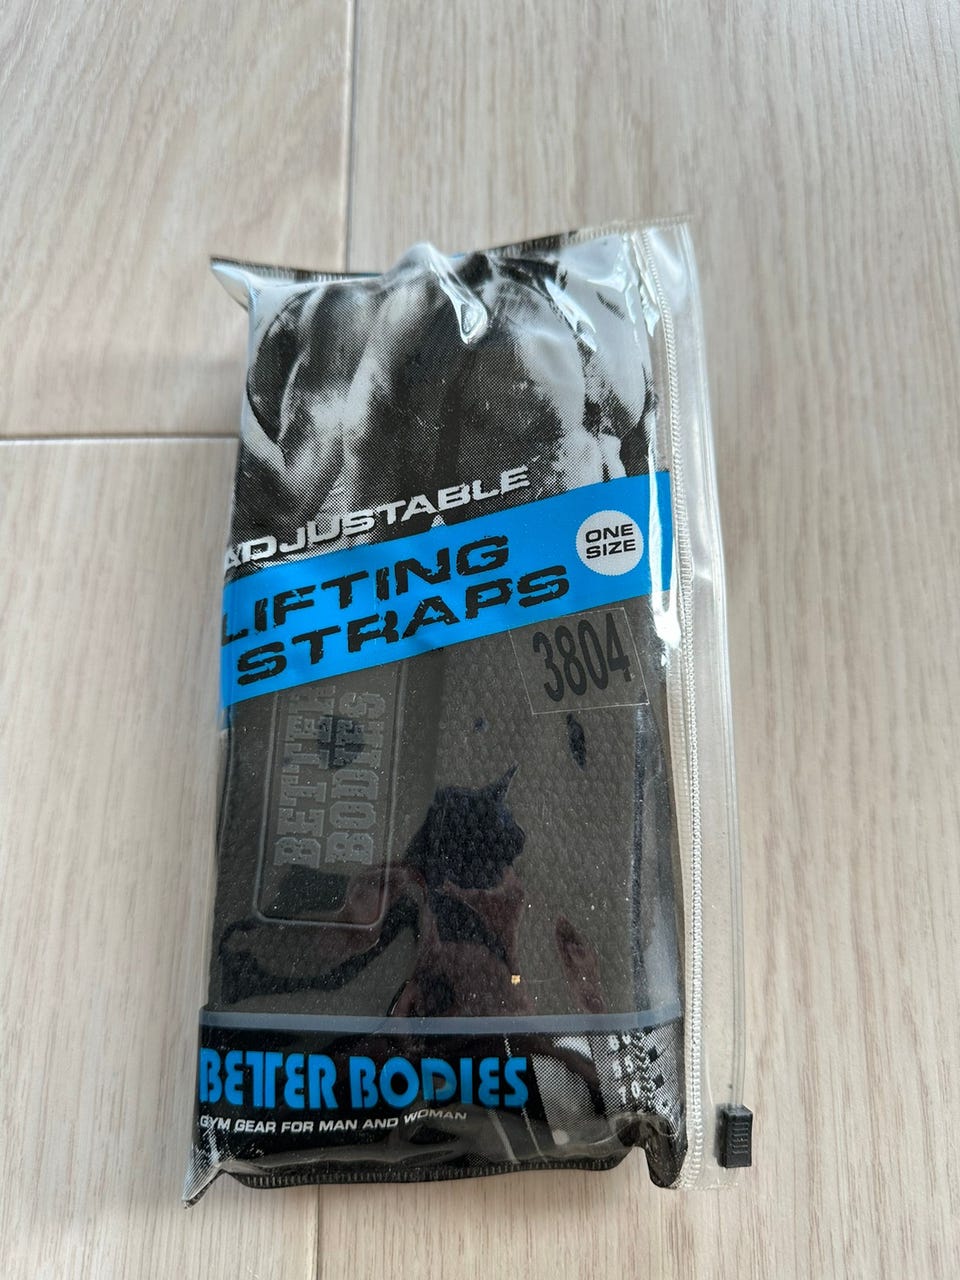 ADJUSTABLE
LIFTING
STRAPS
ONE
SIZE
3804
BETTER
BODIES
BETTER BODIES
GYM GEAR FOR MAN AND WOMAN